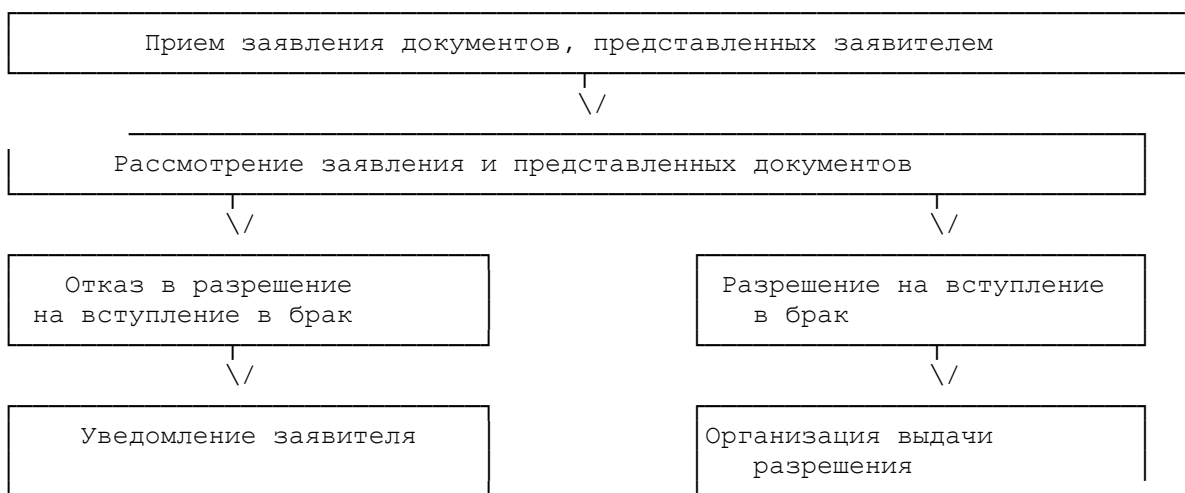 Прием заявления документов, представленных заявителем
Рассмотрение заявления и представленных документов
Отказ в разрешение
на вступление в брак
Разрешение на вступление
в брак
Уведомление заявителя
Организация выдачи
разрешения